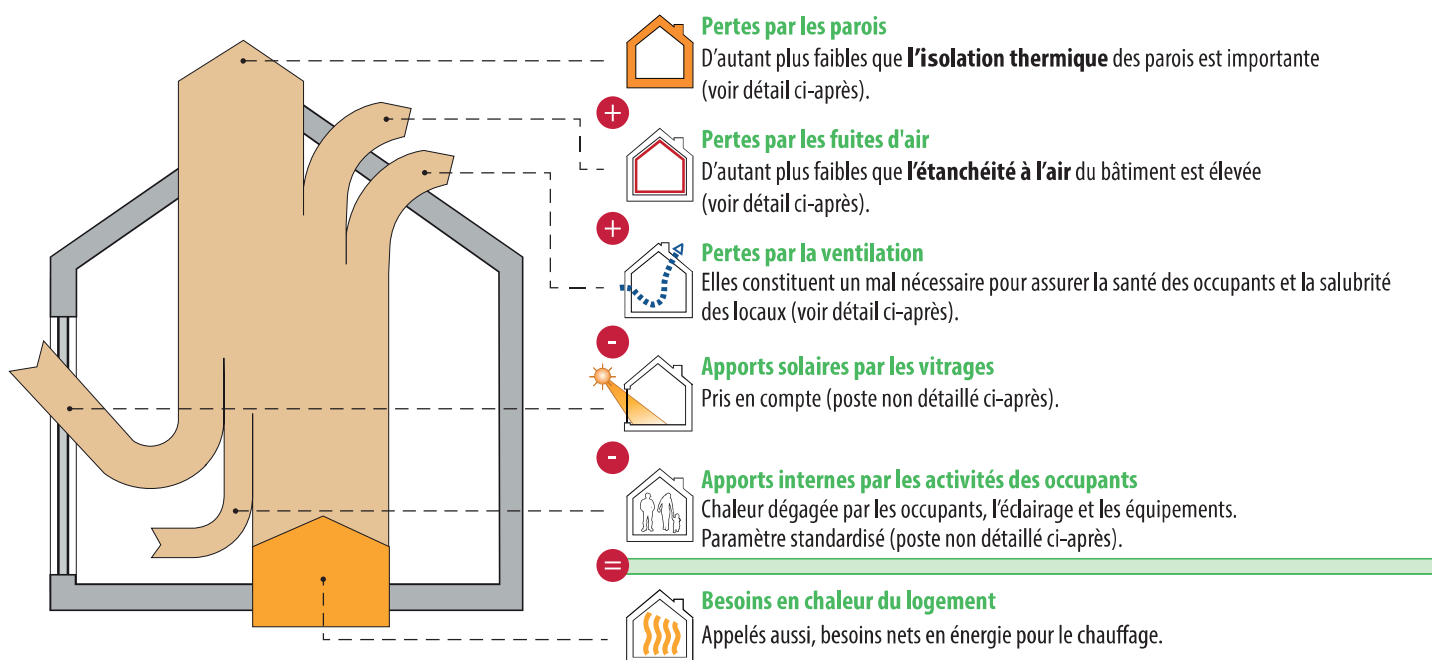 Pertes par les parois
D'autant plus faibles que l'isolation thermique des parois est importante
(voir détail ci-après).
+
Pertes par les fuites d'air
D'autant plus faibles que l'étanchéité à l'air du bâtiment est élevée
(voir détail ci-après).
+
Pertes par la ventilation
Elles constituent un mal nécessaire pour assurer la santé des occupants et la salubrité
des locaux (voir détail ci-après).
-
Apports solaires par les vitrages
Pris en compte (poste non détaillé ci-après).
-
Apports internes par les activités des occupants
Chaleur dégagée par les occupants, l'éclairage et les équipements.
Paramètre standardisé (poste non détaillé ci-après).
=
Besoins en chaleur du logement
Appelés aussi, besoins nets en énergie pour le chauffage.